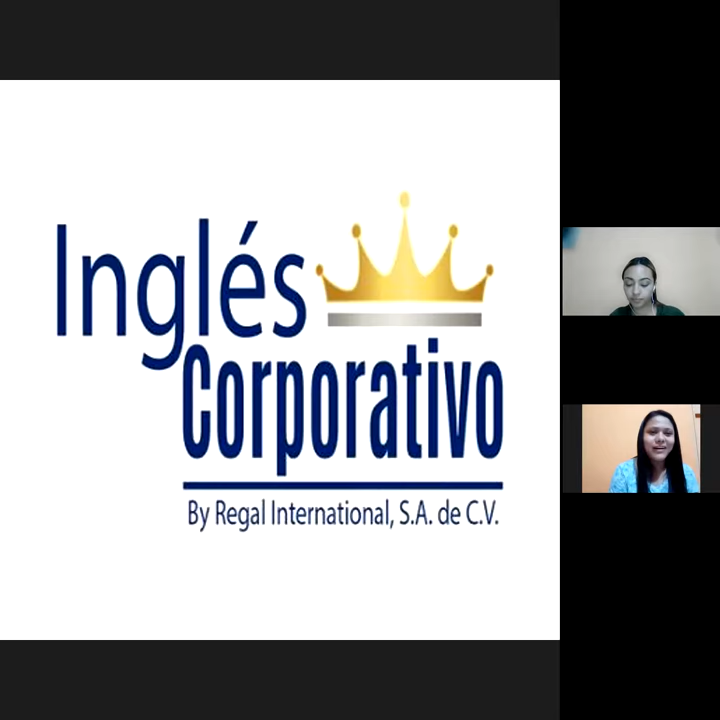 Inglés
Corporativo
By Regal International, S.A. de C.V.